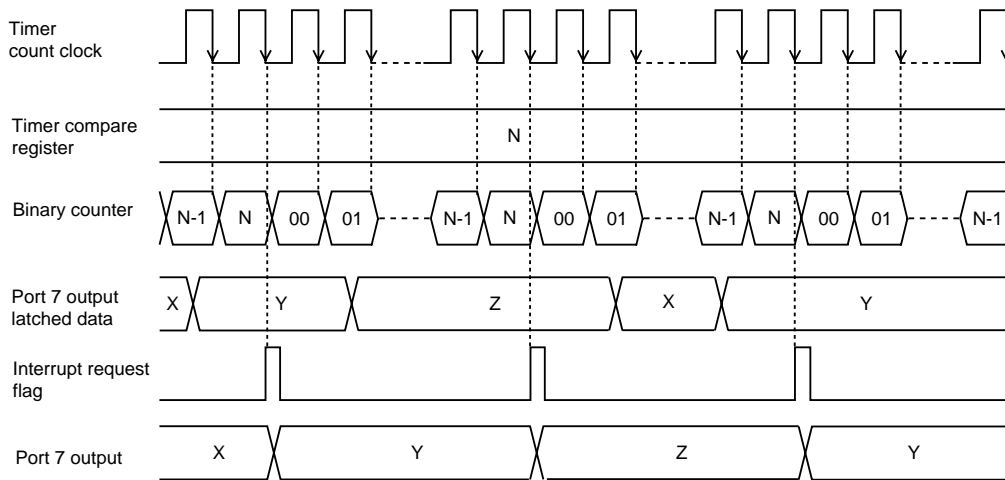 Timer
count clock
Timer compare
register
N
Binary counter
N-1 N 00 01 N-1 N 00 01 N-1 N 00 01 N-1
Port 7 output
latched data
X Y Z X Y
Interrupt request
flag
Port 7 output
X Y Z Y